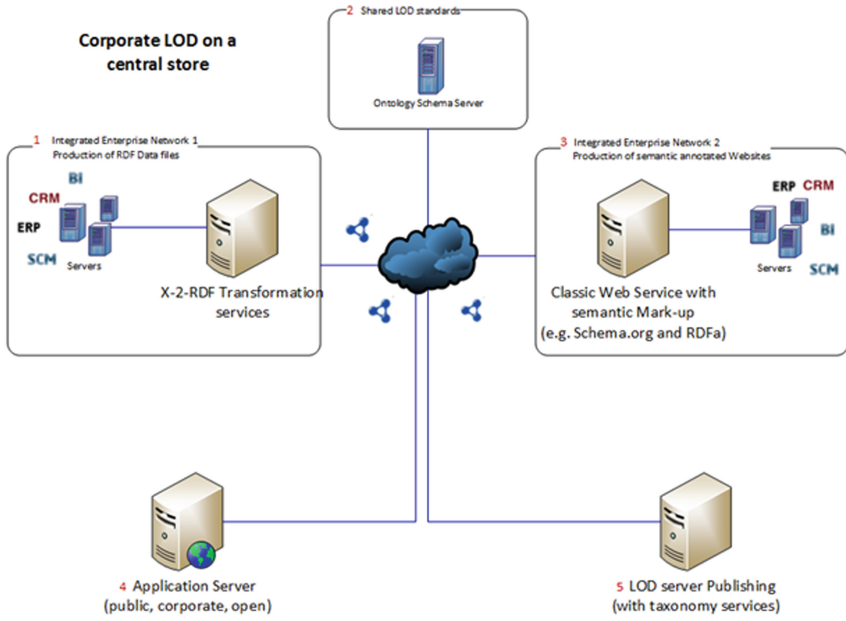 Corporate LOD on a
central store
2 Shared LOD standards
Ontology Schema Server
1 Integrated Enterprise Network 1
Production of RDF Data files
BI
CRM
ERP
SCM
Servers
X-2-RDF Transformation
services
3 Integrated Enterprise Network 2
Production of semantic annotated Websites
ERP CRM
BI
SCM
Servers
Classic Web Service with
semantic Mark-up
(e.g. Schema.org and RDFa)
4 Application Server
(public, corporate, open)
5 LOD server Publishing
(with taxonomy services)